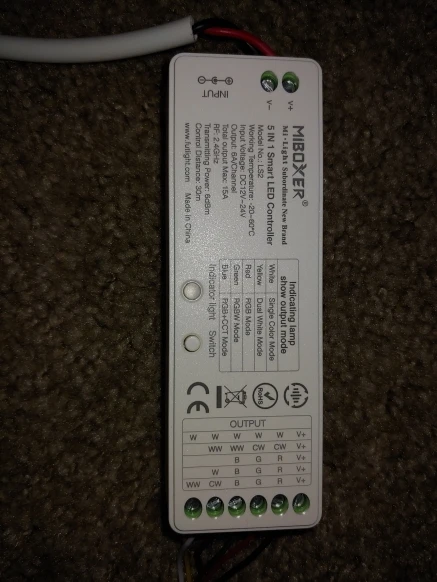 INPUT
V- V+
MIBOXER®
Mi·Light Subordinate New Brand
5 IN 1 Smart LED Controller
Model No.: LS2
Working Temperature: -20~60°C
Input Voltage: DC12V~24V
Output: 6A/Channel
Total output Max: 15A
RF: 2.4GHz
Transmitting Power: 6dBm
Control Distance: 30m
www.futlight.com Made in China
Indicating lamp
show output mode
White Single Color Mode
Yellow Dual White Mode
Red RGB Mode
Green RGBW Mode
Blue RGB+CCT Mode
Indicator light Switch
RoHS
CE
OUTPUT
W W W W W V+
WW WW CW CW V+
B G R V+
W B G R V+
WW CW B G R V+